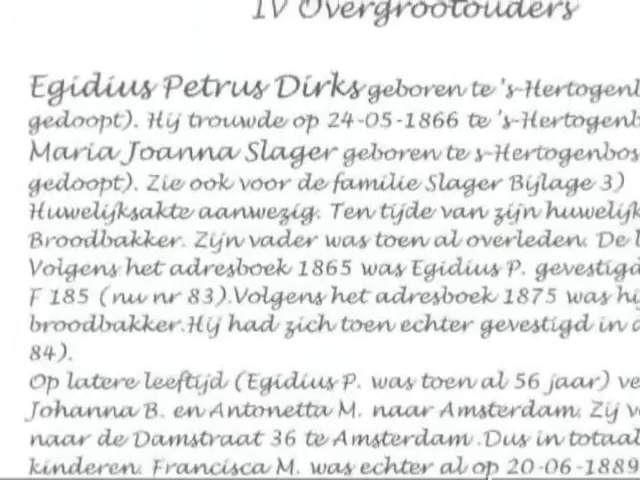 IV Overgrootouders
Egidius Petrus Dirks geboren te 's-Hertogenb
gedoopt). Hij trouwde op 24-05-1866 te 's-Hertogenb
Maria Joanna Slager geboren te s-Hertogenbos
gedoopt). Zie ook voor de familie Slager Bijlage 3)
Huwelijksakte aanwezig. Ten tijde van zijn huwelijk
Broodbakker. Zijn vader was toen al overleden. De
Volgens het adresboek 1865 was Egidius P. gevestigd
F 185 (nu nr 83).Volgens het adresboek 1875 was hij
broodbakker.Hij had zich toen echter gevestigd in
84).
Op latere leeftijd (Egidius P. was toen al 56 jaar) ve
Johanna B. en Antonetta M. naar Amsterdam. Zij
naar de Damstraat 36 te Amsterdam .Dus in totaal
kinderen. Francisca M. was echter al op 20-06-1889